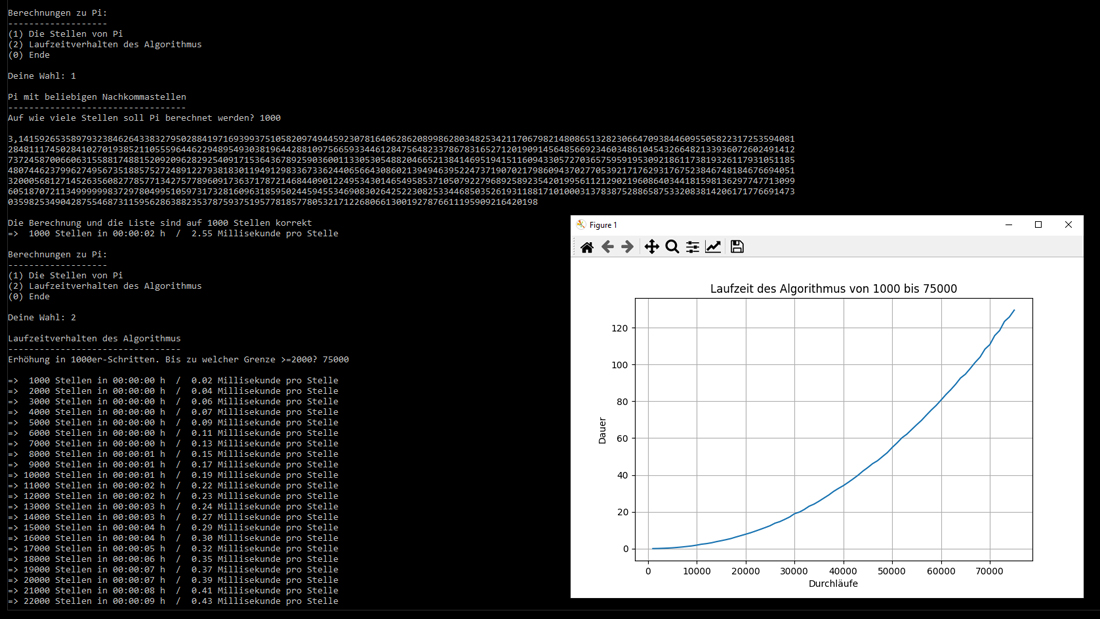 Berechnungen zu Pi:
-------------------
(1) Die Stellen von Pi
(2) Laufzeitverhalten des Algorithmus
(0) Ende
Deine Wahl: 1
Pi mit beliebigen Nachkommastellen
----------------------------------
Auf wie viele Stellen soll Pi berechnet werden? 1000
3,1415926535897932384626433832795028841971693993751058209749445923078164062862089986280348253421170679821480865132823066470938446095505822317253594081
284811174502841027019385211055596446229489549303819644288109756659334461284756482337867831652712019091456485669234603486104543266482133936072602491412
737245870066063155881748815209209628292540917153643678925903600113305305488204665213841469519415116094330572703657595919530921861173819326117931051185
480744623799627495673518857527248912279381830119491298336733624406566430860213949463952247371907021798609437027705392171762931767523846748184676694051
320005681271452635608277857713427577896091736371787214684409012249534301465495853710507922796892589235420199561121290219608640344181598136297747713099
605187072113499999983729780499510597317328160963185950244594553469083026425223082533446850352619311881710100031378387528865875332083814206171776691473
03598253490428755468731159562863882353787593751957781857780532171226806613001927876611195909216420198
Die Berechnung und die Liste sind auf 1000 Stellen korrekt
=>  1000 Stellen in 00:00:02 h  /  2.55 Millisekunde pro Stelle
Berechnungen zu Pi:
-------------------
(1) Die Stellen von Pi
(2) Laufzeitverhalten des Algorithmus
(0) Ende
Deine Wahl: 2
Laufzeitverhalten des Algorithmus
---------------------------------
Erhöhung in 1000er-Schritten. Bis zu welcher Grenze >=2000? 75000
=>  1000 Stellen in 00:00:00 h  /  0.02 Millisekunde pro Stelle
=>  2000 Stellen in 00:00:00 h  /  0.04 Millisekunde pro Stelle
=>  3000 Stellen in 00:00:00 h  /  0.06 Millisekunde pro Stelle
=>  4000 Stellen in 00:00:00 h  /  0.07 Millisekunde pro Stelle
=>  5000 Stellen in 00:00:00 h  /  0.09 Millisekunde pro Stelle
=>  6000 Stellen in 00:00:00 h  /  0.11 Millisekunde pro Stelle
=>  7000 Stellen in 00:00:00 h  /  0.13 Millisekunde pro Stelle
=>  8000 Stellen in 00:00:01 h  /  0.15 Millisekunde pro Stelle
=>  9000 Stellen in 00:00:01 h  /  0.17 Millisekunde pro Stelle
=> 10000 Stellen in 00:00:01 h  /  0.19 Millisekunde pro Stelle
=> 11000 Stellen in 00:00:02 h  /  0.22 Millisekunde pro Stelle
=> 12000 Stellen in 00:00:02 h  /  0.23 Millisekunde pro Stelle
=> 13000 Stellen in 00:00:03 h  /  0.24 Millisekunde pro Stelle
=> 14000 Stellen in 00:00:03 h  /  0.27 Millisekunde pro Stelle
=> 15000 Stellen in 00:00:04 h  /  0.29 Millisekunde pro Stelle
=> 16000 Stellen in 00:00:04 h  /  0.30 Millisekunde pro Stelle
=> 17000 Stellen in 00:00:05 h  /  0.32 Millisekunde pro Stelle
=> 18000 Stellen in 00:00:06 h  /  0.35 Millisekunde pro Stelle
=> 19000 Stellen in 00:00:07 h  /  0.37 Millisekunde pro Stelle
=> 20000 Stellen in 00:00:07 h  /  0.39 Millisekunde pro Stelle
=> 21000 Stellen in 00:00:08 h  /  0.41 Millisekunde pro Stelle
=> 22000 Stellen in 00:00:09 h  /  0.43 Millisekunde pro Stelle
Figure 1
Laufzeit des Algorithmus von 1000 bis 75000
120
100
80
60
40
20
0
Dauer
0 10000 20000 30000 40000 50000 60000 70000
Durchläufe